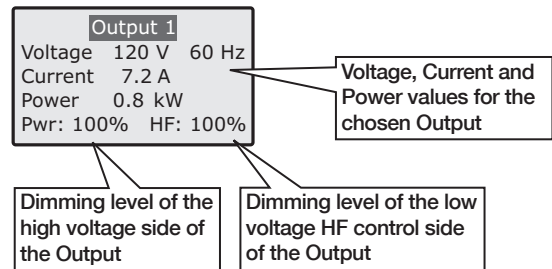 Output 1
Voltage 120 V 60 Hz
Current 7.2 A
Power 0.8 kW
Pwr: 100% HF: 100%
Voltage, Current and
Power values for the
chosen Output
Dimming level of the
high voltage side of
the Output
Dimming level of the low
voltage HF control side
of the Output